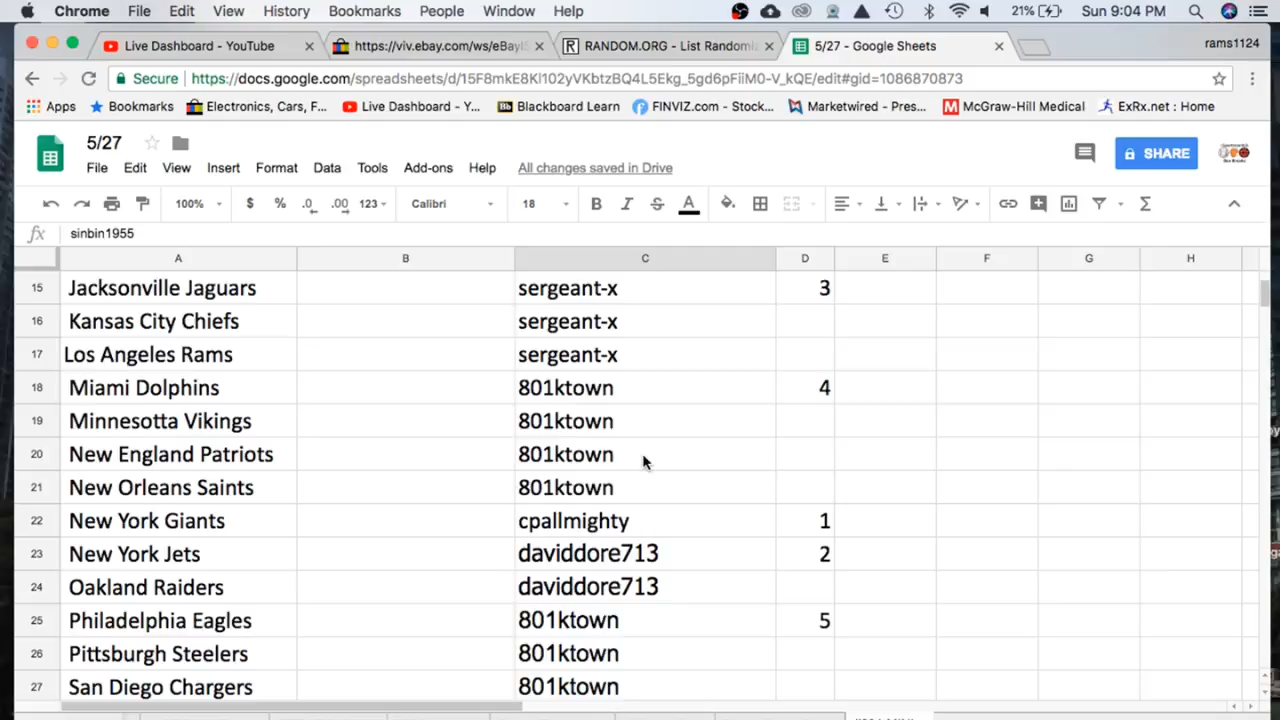 Chrome File Edit View History Bookmarks People Window Help 21% Sun 9:04 PM
Live Dashboard - YouTube https://viv.ebay.com/ws/eBayI RANDOM.ORG - List Randomi 5/27 - Google Sheets rams1124
Secure https://docs.google.com/spreadsheets/d/15F8mkE8Kl102yVKbtzBQ4L5Ekg_5gd6pFiiM0-V_kQE/edit#gid=1086870873
Apps Bookmarks Electronics, Cars, F... Live Dashboard - Y... Bb Blackboard Learn FINVIZ.com - Stock... Marketwired - Pres... McGraw-Hill Medical ExRx.net : Home
5/27
File Edit View Insert Format Data Tools Add-ons Help All changes saved in Drive SHARE
100% $ % .0 .00 123 Calibri 18 B I S A Σ
fx sinbin1955
A B C D E F G H
15 Jacksonville Jaguars sergeant-x 3
16 Kansas City Chiefs sergeant-x
17 Los Angeles Rams sergeant-x
18 Miami Dolphins 801ktown 4
19 Minnesotta Vikings 801ktown
20 New England Patriots 801ktown
21 New Orleans Saints 801ktown
22 New York Giants cpallmighty 1
23 New York Jets daviddore713 2
24 Oakland Raiders daviddore713
25 Philadelphia Eagles 801ktown 5
26 Pittsburgh Steelers 801ktown
27 San Diego Chargers 801ktown